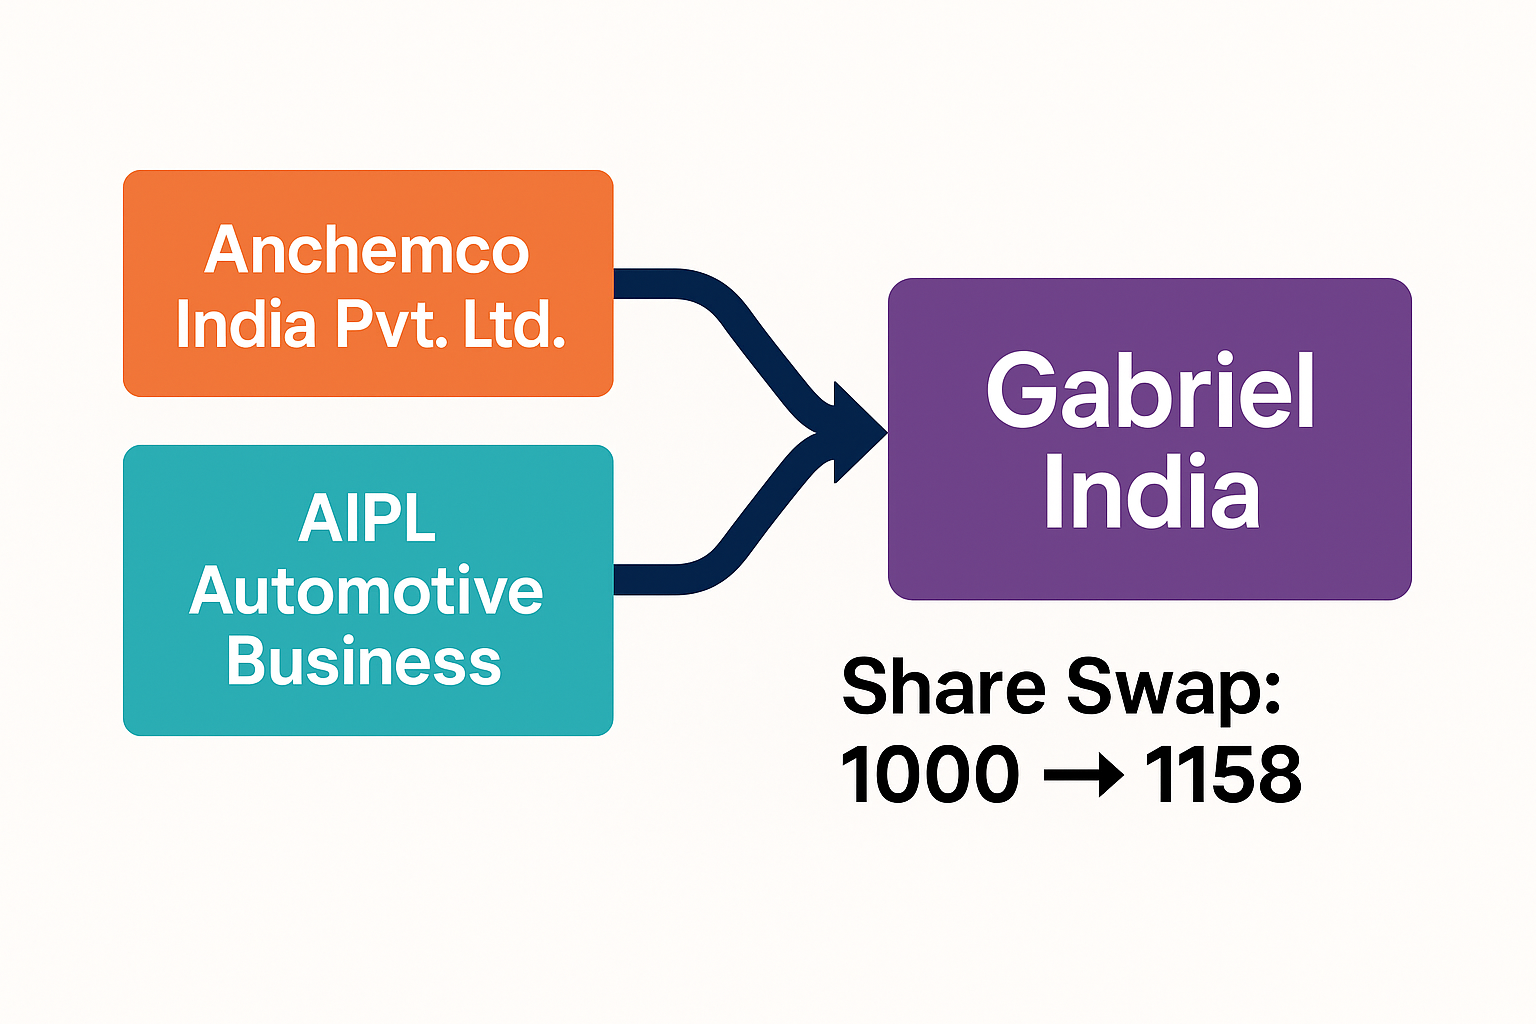 Anchemco
India Pvt. Ltd.
AIPL
Automotive
Business
Gabriel
India
Share Swap:
1000 → 1158